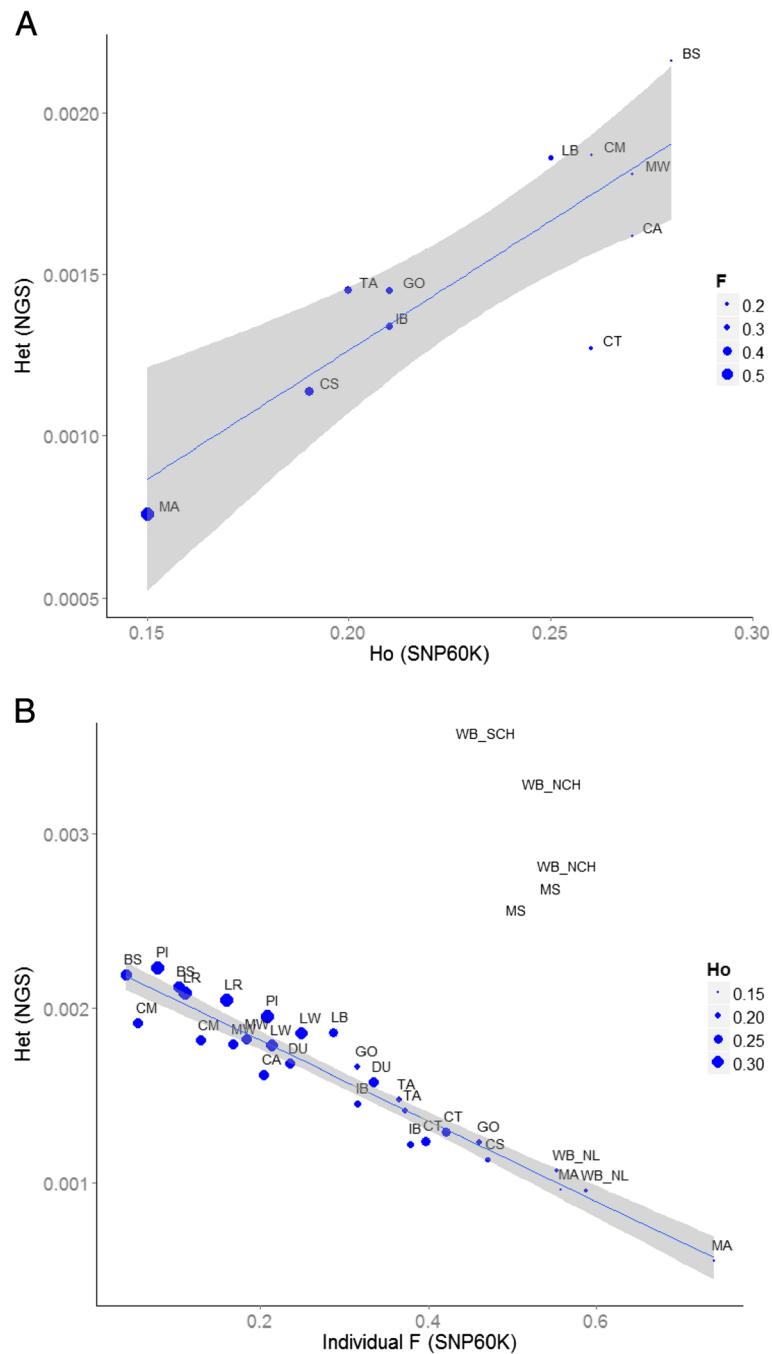 A
BS
0.0020
LB
CM
MW
CA
0.0015
TA
GO
IB
CT
CS
Het (NGS)
0.0010
MA
0.0005
0.15
0.20
0.25
0.30
Ho (SNP60K)
F
0.2
0.3
0.4
0.5
B
WB_SCH
WB_NCH
0.003
WB_NCH
MS
MS
BS
PI
BS
LR
LR
PI
0.002
CM
CM
MW
MW
LW
LW
LB
CA
DU
GO
DU
IB
TA
TA
IB
CT
CT
GO
CS
WB_NL
MA
WB_NL
0.001
MA
Het (NGS)
0.2
0.4
0.6
Individual F (SNP60K)
Ho
0.15
0.20
0.25
0.30